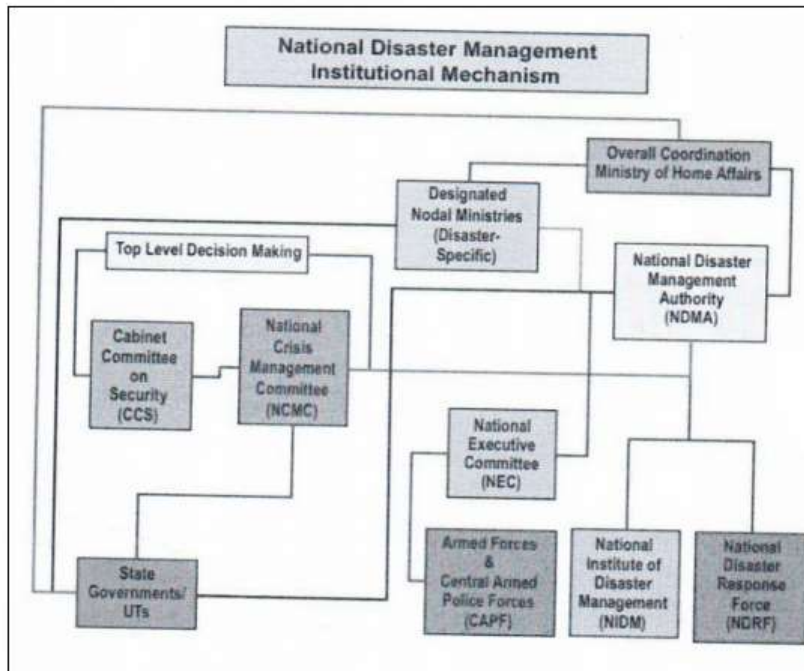 National Disaster Management
Institutional Mechanism
Overall Coordination
Ministry of Home Affairs
Designated
Nodal Ministries
(Disaster-
Specific)
Top Level Decision Making
National Disaster
Management
Authority
(NDMA)
Cabinet
Committee
on
Security
(CCS)
National
Crisis
Management
Committee
(NCMC)
National
Executive
Committee
(NEC)
State
Governments/
UTs
Armed Forces
&
Central Armed
Police Forces
(CAPF)
National
Institute of
Disaster
Management
(NIDM)
National
Disaster
Response
Force
(NDRF)